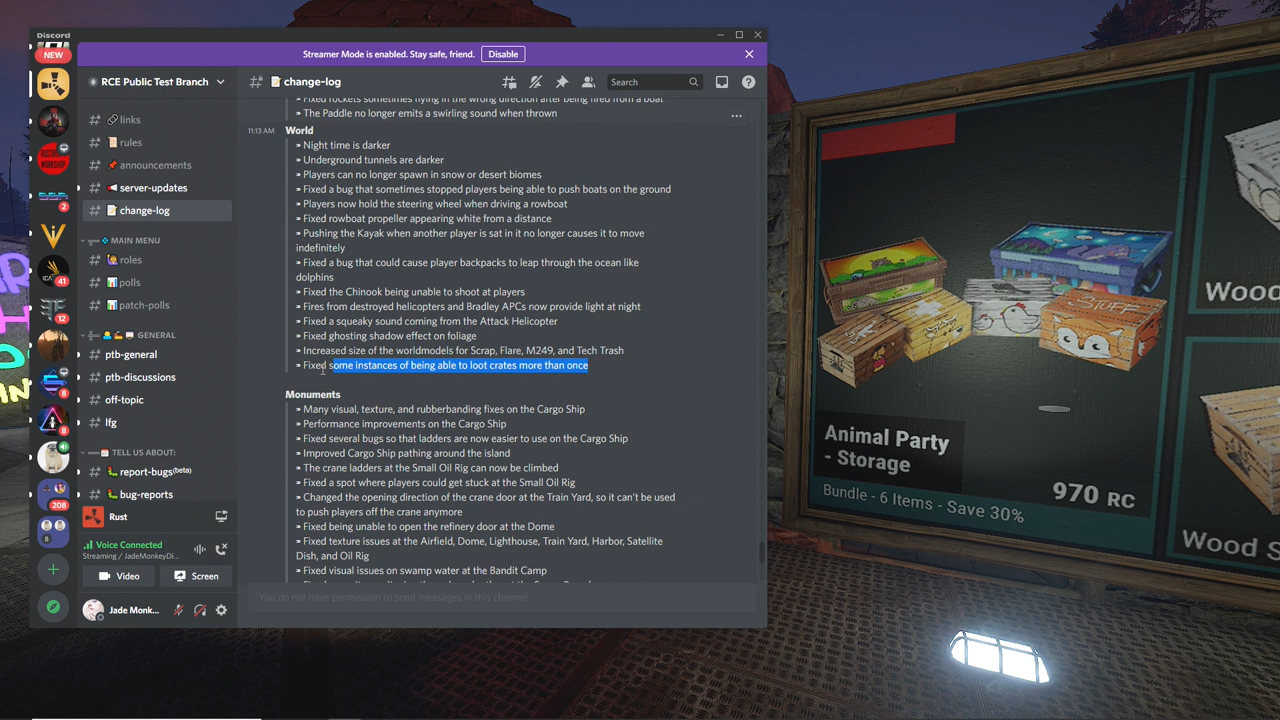 Discord
NEW
Streamer Mode is enabled. Stay safe, friend.
Disable
RCE Public Test Branch
change-log
Search
links
rules
announcements
server-updates
change-log
MAIN MENU
roles
polls
patch-polls
GENERAL
ptb-general
ptb-discussions
off-topic
lfg
TELL US ABOUT:
report-bugs(beta)
bug-reports
2
41
12
8
8
208
8
Rust
Voice Connected
Streaming / JadeMonkeyDi...
Video
Screen
Jade Monk...
Fixed rockets sometimes flying in the wrong direction after being fired from a boat
The Paddle no longer emits a swirling sound when thrown
11:13 AM
World
Night time is darker
Underground tunnels are darker
Players can no longer spawn in snow or desert biomes
Fixed a bug that sometimes stopped players being able to push boats on the ground
Players now hold the steering wheel when driving a rowboat
Fixed rowboat propeller appearing white from a distance
Pushing the Kayak when another player is sat in it no longer causes it to move
indefinitely
Fixed a bug that could cause player backpacks to leap through the ocean like
dolphins
Fixed the Chinook being unable to shoot at players
Fires from destroyed helicopters and Bradley APCs now provide light at night
Fixed a squeaky sound coming from the Attack Helicopter
Fixed ghosting shadow effect on foliage
Increased size of the worldmodels for Scrap, Flare, M249, and Tech Trash
Fixed some instances of being able to loot crates more than once
Monuments
Many visual, texture, and rubberbanding fixes on the Cargo Ship
Performance improvements on the Cargo Ship
Fixed several bugs so that ladders are now easier to use on the Cargo Ship
Improved Cargo Ship pathing around the island
The crane ladders at the Small Oil Rig can now be climbed
Fixed a spot where players could get stuck at the Small Oil Rig
Changed the opening direction of the crane door at the Train Yard, so it can't be used
to push players off the crane anymore
Fixed being unable to open the refinery door at the Dome
Fixed texture issues at the Airfield, Dome, Lighthouse, Train Yard, Harbor, Satellite
Dish, and Oil Rig
Fixed visual issues on swamp water at the Bandit Camp
You do not have permission to send messages in this channel.
STUFF
Animal Party
- Storage
970 RC
Bundle - 6 Items - Save 30%
Wood
Wood S